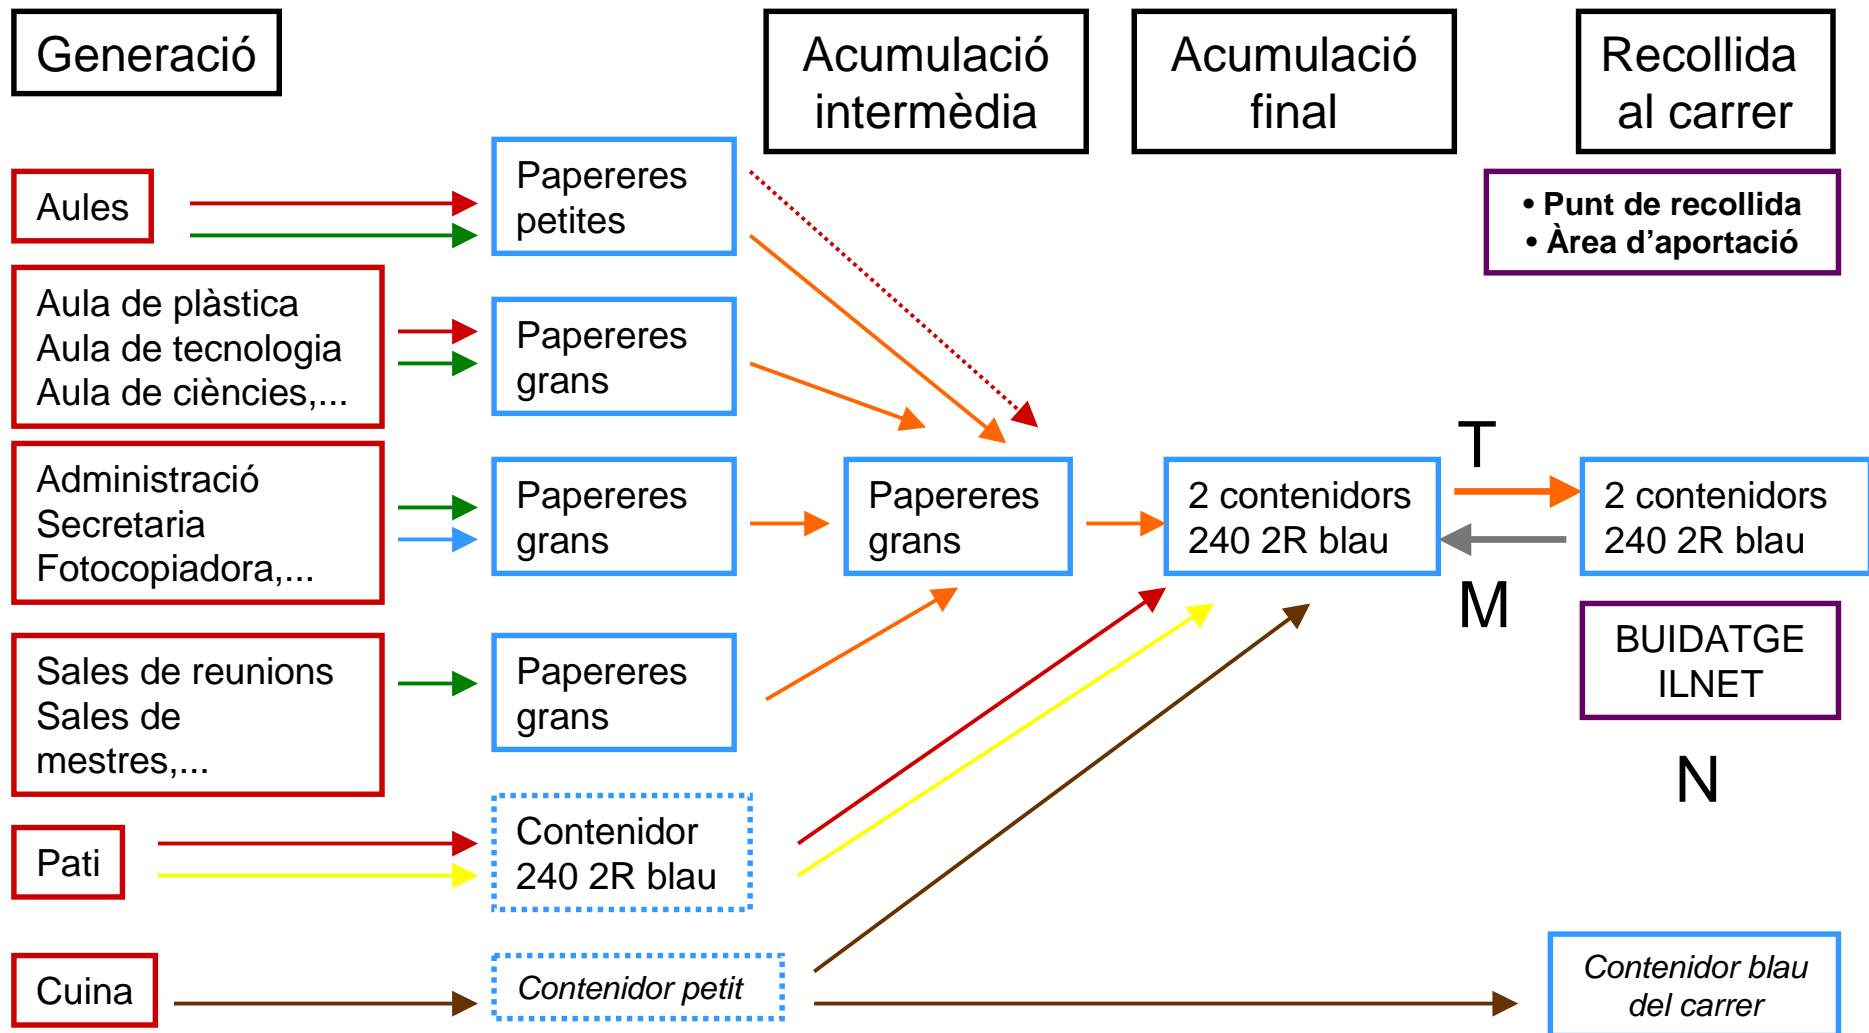 Generació
Acumulació
intermèdia
Acumulació
final
Recollida
al carrer
Aules
Papereres
petites
• Punt de recollida
• Àrea d'aportació
Aula de plàstica
Aula de tecnologia
Aula de ciències,...
Papereres
grans
Administració
Secretaria
Fotocopiadora,...
Papereres
grans
Papereres
grans
2 contenidors
240 2R blau
T
M
2 contenidors
240 2R blau
Sales de reunions
Sales de
mestres,...
Papereres
grans
BUIDATGE
ILNET
N
Pati
Contenidor
240 2R blau
Cuina
Contenidor petit
Contenidor blau
del carrer